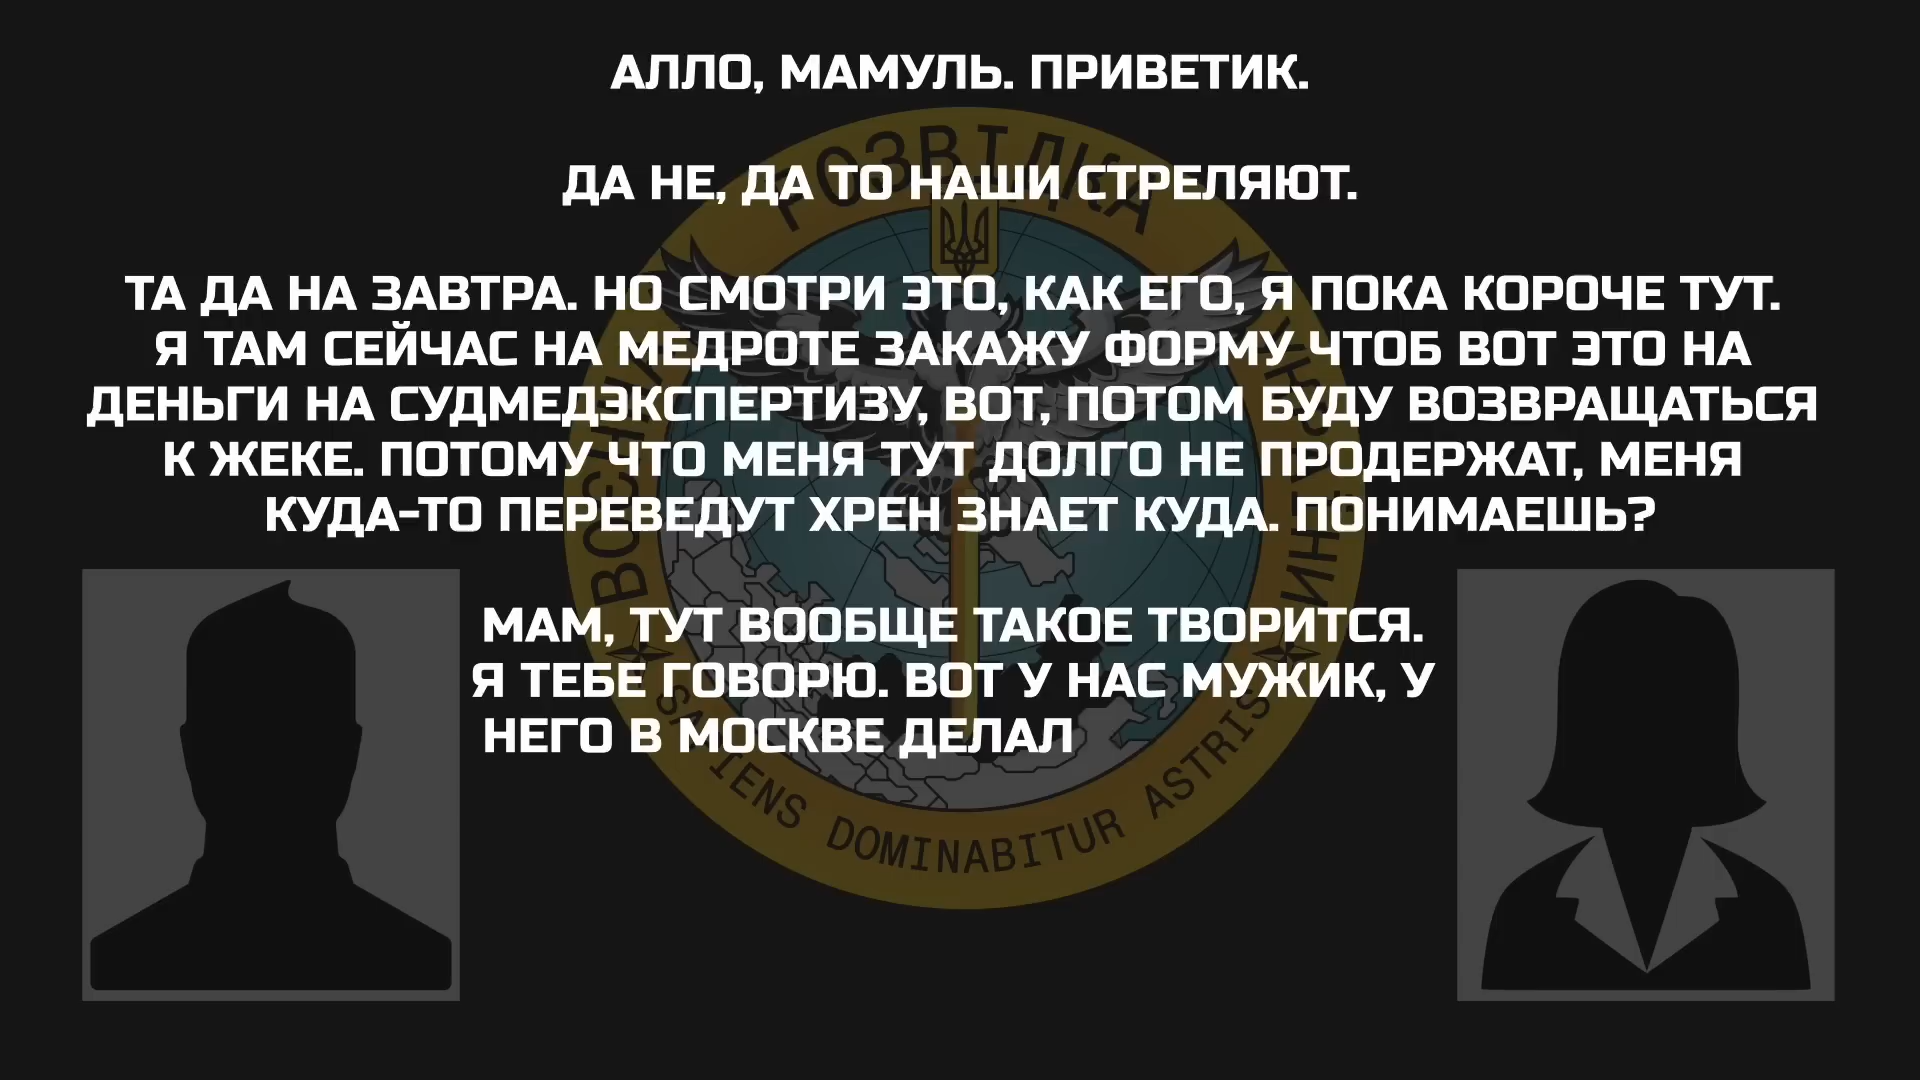 АЛЛО, МАМУЛЬ. ПРИВЕТИК.
ДА НЕ, ДА ТО НАШИ СТРЕЛЯЮТ.
ТА ДА НА ЗАВТРА. НО СМОТРИ ЭТО, КАК ЕГО, Я ПОКА КОРОЧЕ ТУТ.
Я ТАМ СЕЙЧАС НА МЕДРОТЕ ЗАКАЖУ ФОРМУ ЧТОБ ВОТ ЭТО НА
ДЕНЬГИ НА СУДМЕДЭКСПЕРТИЗУ, ВОТ, ПОТОМ БУДУ ВОЗВРАЩАТЬСЯ
К ЖЕКЕ. ПОТОМУ ЧТО МЕНЯ ТУТ ДОЛГО НЕ ПРОДЕРЖАТ, МЕНЯ
КУДА-ТО ПЕРЕВЕДУТ ХРЕН ЗНАЕТ КУДА. ПОНИМАЕШЬ?
МАМ, ТУТ ВООБЩЕ ТАКОЕ ТВОРИТСЯ.
Я ТЕБЕ ГОВОРЮ. ВОТ У НАС МУЖИК, У
НЕГО В МОСКВЕ ДЕЛАЛ
РОЗВІДКА
SAPIENS DOMINABITUR ASTRIS